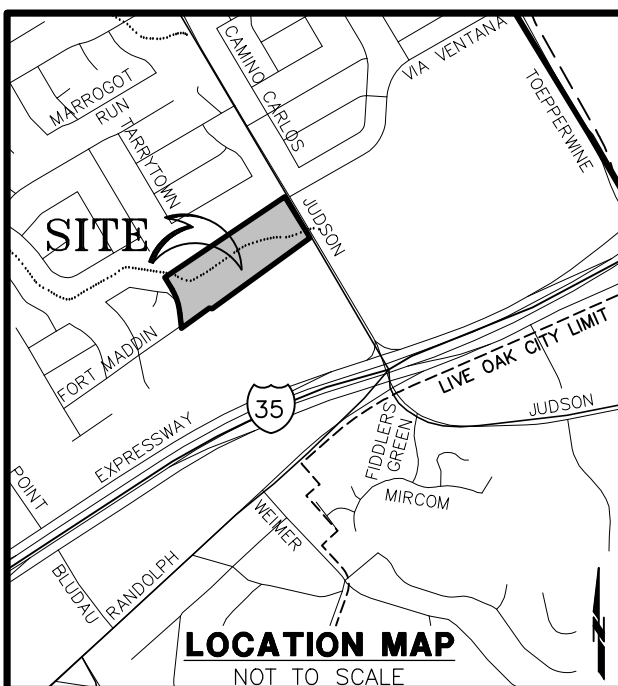 MARROGOT
RUN
TARRYTOWN
CAMINO CARLOS
VIA VENTANA
TOEPPERWINE
SITE
JUDSON
FORT MADDIN
EXPRESSWAY
35
LIVE OAK CITY LIMIT
JUDSON
FIDDLERS
GREEN
MIRCOM
POINT
BLUDAU
RANDOLPH
WEIMER
N
LOCATION MAP
NOT TO SCALE